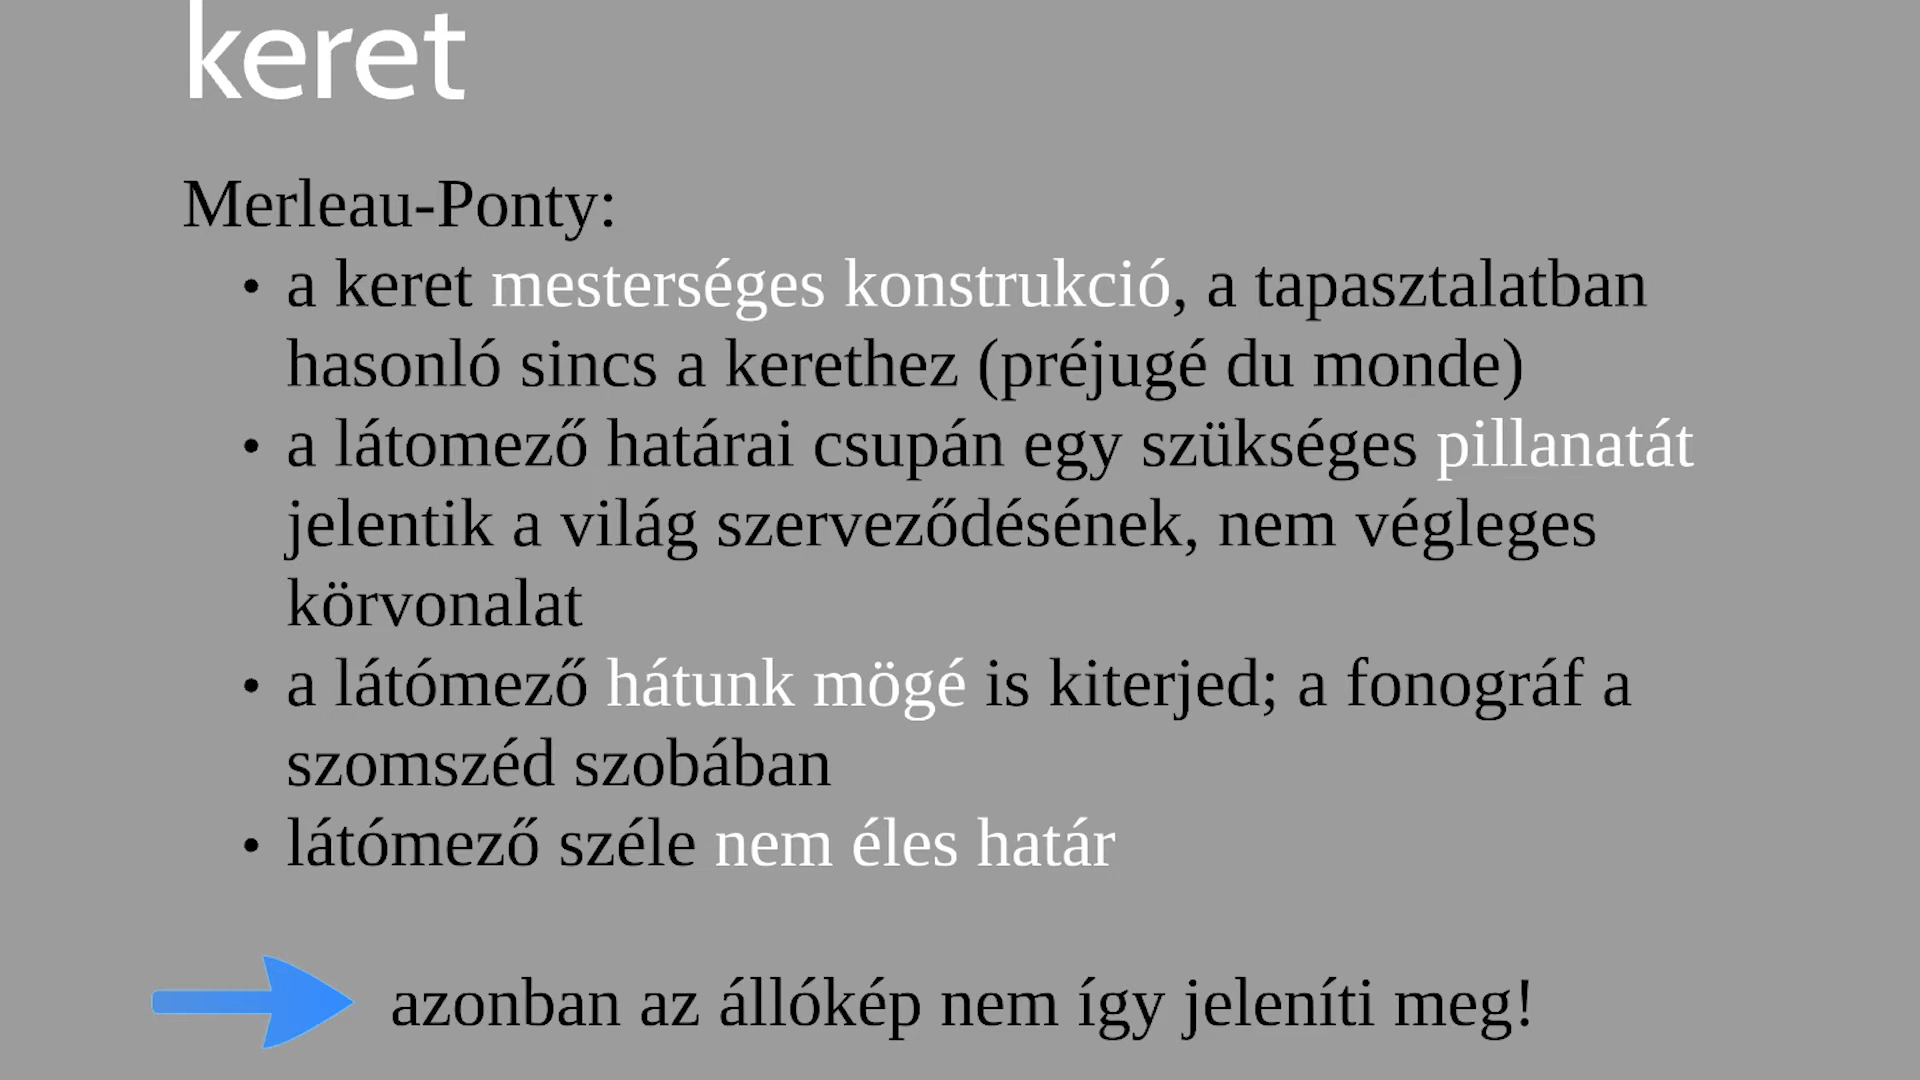 keret
Merleau-Ponty:
• a keret mesterséges konstrukció, a tapasztalatban
hasonló sincs a kerethez (préjugé du monde)
• a látomező határai csupán egy szükséges pillanatát
jelentik a világ szerveződésének, nem végleges
körvonalat
• a látómező hátunk mögé is kiterjed; a fonográf a
szomszéd szobában
• látómező széle nem éles határ
azonban az állókép nem így jeleníti meg!